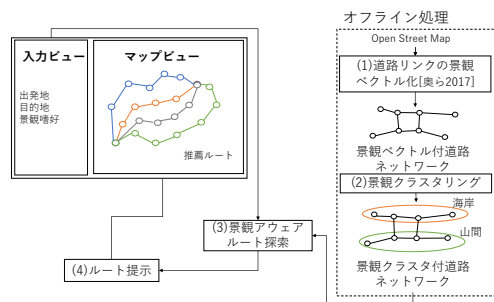 オフライン処理
Open Street Map
(1)道路リンクの景観
ベクトル化[奥ら2017]
景観ベクトル付道路
ネットワーク
(2)景観クラスタリング
海岸
山間
景観クラスタ付道路
ネットワーク
入力ビュー
出発地
目的地
景観嗜好
マップビュー
推薦ルート
(3)景観アウェア
ルート探索
(4)ルート提示